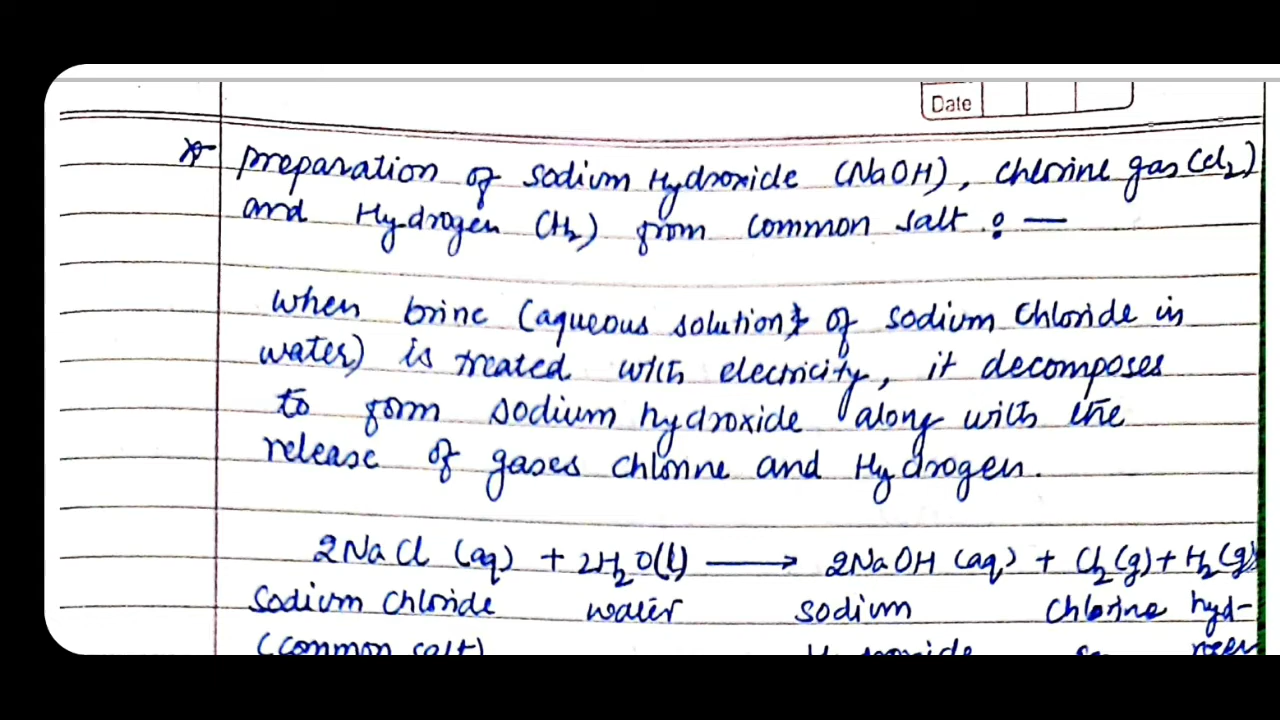 Date
* preparation of sodium Hydroxide (NaOH), chlorine gas (Cl₂)
and Hydrogen (H₂) from common salt :—
when brine (aqueous solution of sodium chloride in
water) is treated with electricity, it decomposes
to form sodium hydroxide along with the
release of gases chlorine and Hydrogen.
2NaCl (aq) + 2H₂O(l) ⟶ 2NaOH (aq) + Cl₂(g) + H₂(g)
sodium chloride water sodium chlorine hyd-
(common salt)